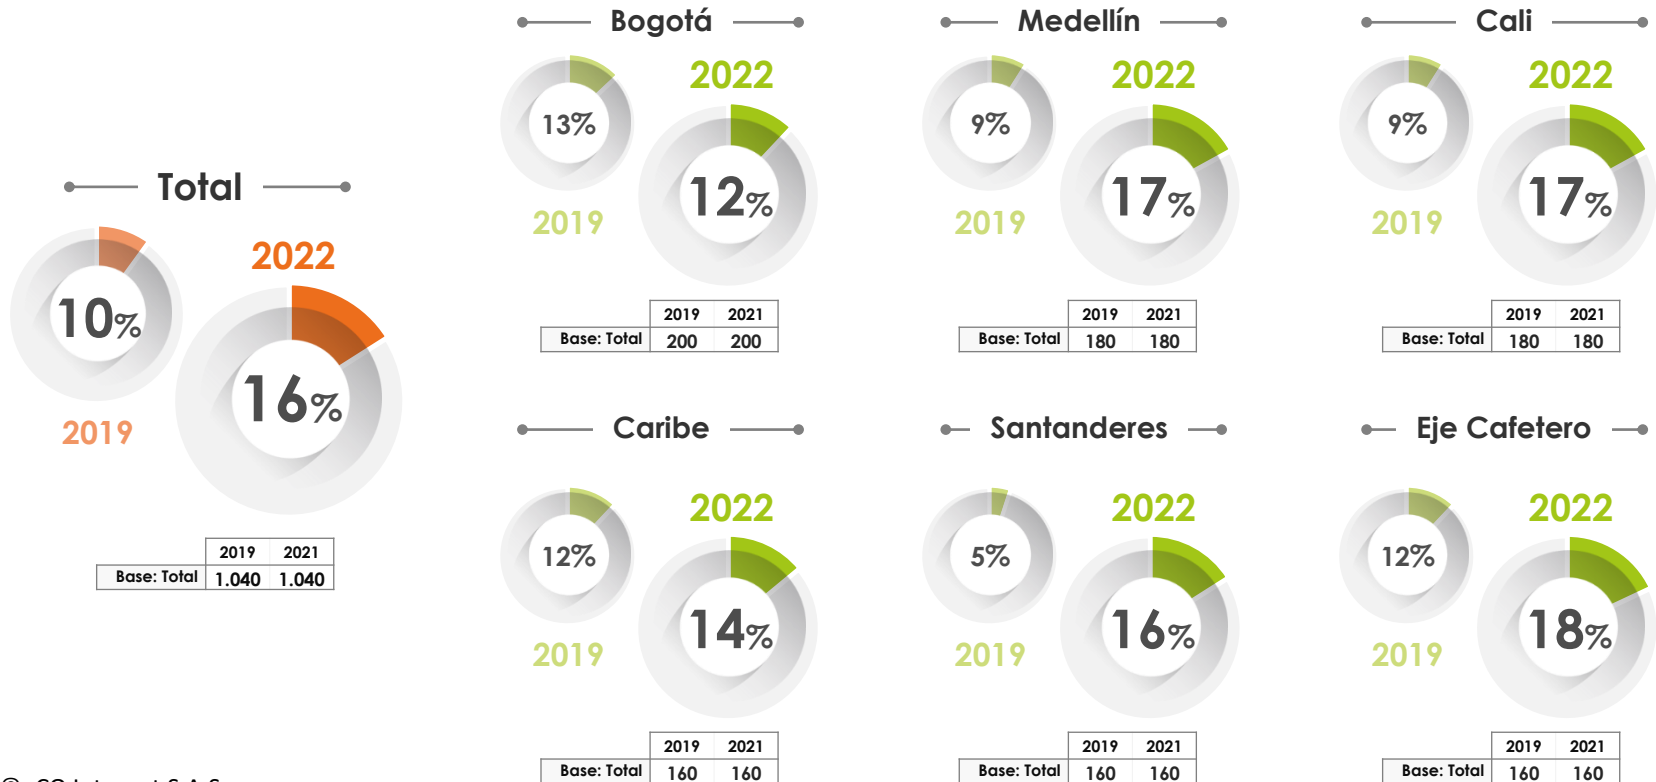 Total
10%
2019
2022
16%
2019 2021
Base: Total 1.040 1.040
Bogotá
13%
2019
2022
12%
2019 2021
Base: Total 200 200
Medellín
9%
2019
2022
17%
2019 2021
Base: Total 180 180
Cali
9%
2019
2022
17%
2019 2021
Base: Total 180 180
Caribe
12%
2019
2022
14%
2019 2021
Base: Total 160 160
Santanderes
5%
2019
2022
16%
2019 2021
Base: Total 160 160
Eje Cafetero
12%
2019
2022
18%
2019 2021
Base: Total 160 160